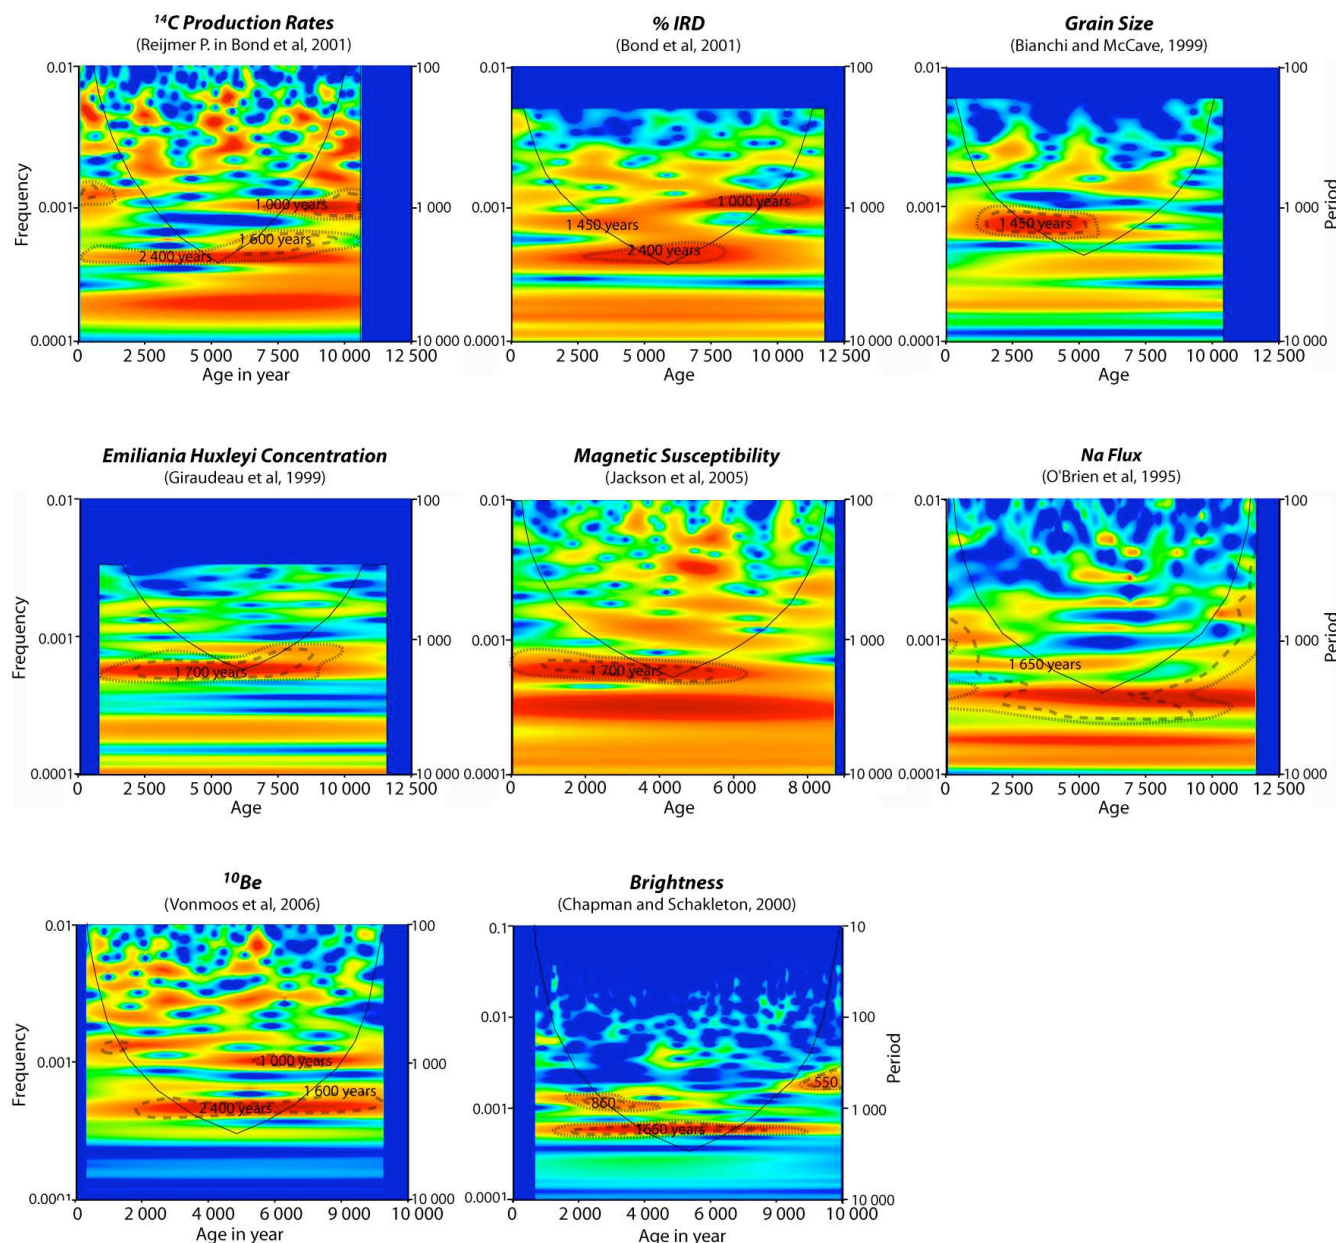 ¹⁴C Production Rates
(Reijmer P. in Bond et al, 2001)
0.01
100
Frequency
0.001
1 000
1 000 years
1 600 years
2 400 years
0.0001
10 000
0 2 500 5 000 7 500 10 000 12 500
Age in year
% IRD
(Bond et al, 2001)
0.01
100
0.001
1 000
1 000 years
1 450 years
2 400 years
0.0001
10 000
0 2 500 5 000 7 500 10 000 12 500
Age
Grain Size
(Bianchi and McCave, 1999)
0.01
100
0.001
1 000
Period
1 450 years
0.0001
10 000
0 2 500 5 000 7 500 10 000 12 500
Age
Emiliania Huxleyi Concentration
(Giraudeau et al, 1999)
0.01
100
Frequency
0.001
1 000
1 700 years
0.0001
10 000
0 2 500 5 000 7 500 10 000 12 500
Age
Magnetic Susceptibility
(Jackson et al, 2005)
0.01
100
0.001
1 000
1 700 years
0.0001
10 000
0 2 000 4 000 6 000 8 000
Age
Na Flux
(O'Brien et al, 1995)
0.01
100
0.001
1 000
Period
1 650 years
0.0001
10 000
0 2 500 5 000 7 500 10 000 12 500
Age
¹⁰Be
(Vonmoos et al, 2006)
0.01
100
Frequency
0.001
1 000
1 000 years
1 600 years
2 400 years
0.0001
10 000
0 2 000 4 000 6 000 8 000 10 000
Age in year
Brightness
(Chapman and Schakleton, 2000)
0.1
10
0.01
100
Period
550
860
0.001
1 000
1660 years
0.0001
10 000
0 2 000 4 000 6 000 9 000 10 000
Age in year